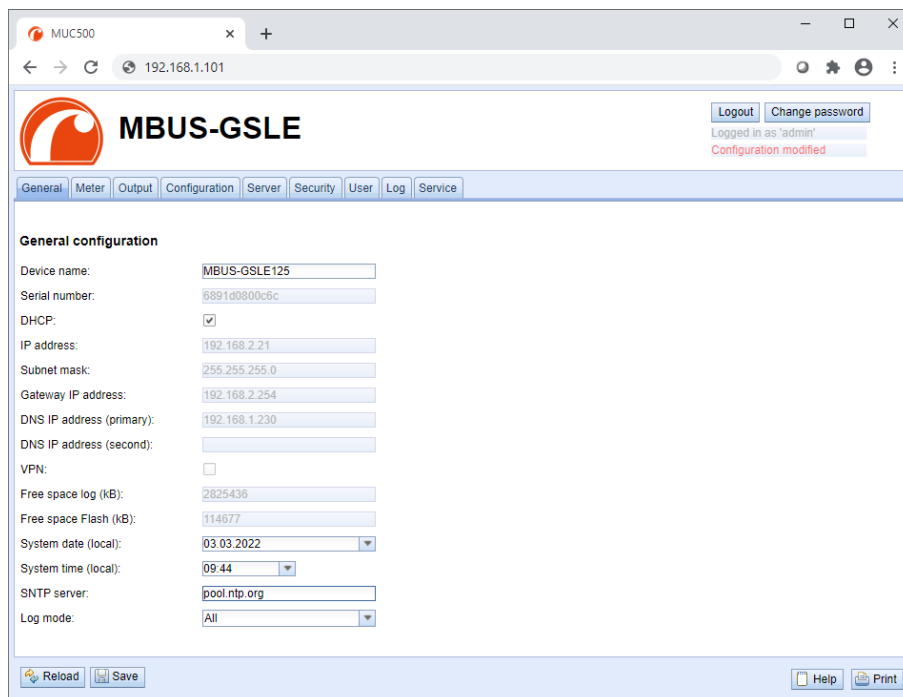 MUC500
192.168.1.101
MBUS-GSLE
Logout Change password
Logged in as 'admin'
Configuration modified
General Meter Output Configuration Server Security User Log Service
General configuration
Device name: MBUS-GSLE125
Serial number: 6891d0800c6c
DHCP:
IP address: 192.168.2.21
Subnet mask: 255.255.255.0
Gateway IP address: 192.168.2.254
DNS IP address (primary): 192.168.1.230
DNS IP address (second):
VPN:
Free space log (kB): 2825436
Free space Flash (kB): 114677
System date (local): 03.03.2022
System time (local): 09:44
SNTP server: pool.ntp.org
Log mode: All
Reload Save Help Print